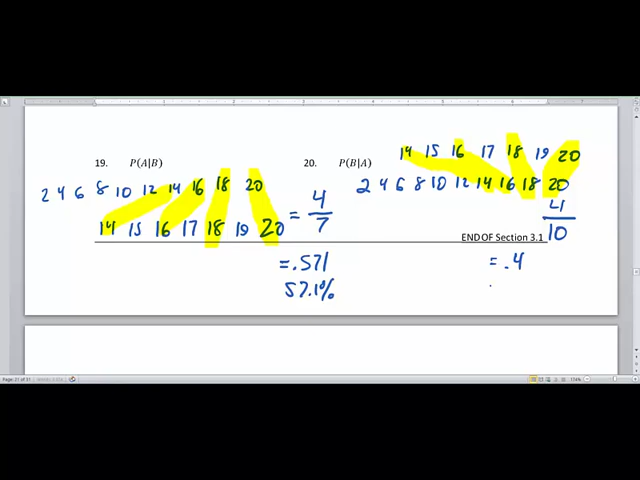 19. P(A|B)
2 4 6 8 10 12 14 16 18 20
14 15 16 17 18 19 20
= 4/7
= .571
57.1%
20. P(B|A)
14 15 16 17 18 19 20
2 4 6 8 10 12 14 16 18 20
4/10
END OF Section 3.1
= .4